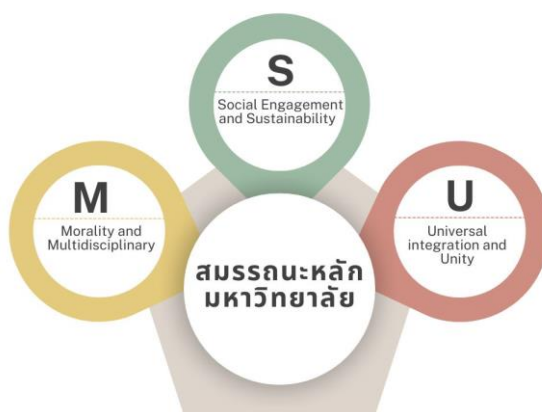 S
Social Engagement
and Sustainability
M
Morality and
Multidisciplinary
U
Universal
integration and
Unity
สมรรถนะหลัก
มหาวิทยาลัย